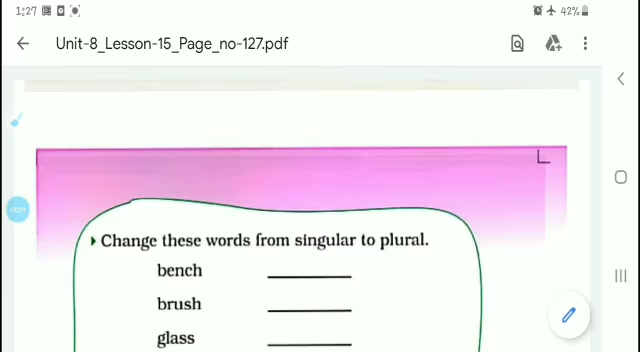 1:27 42%
Unit-8_Lesson-15_Page_no-127.pdf
Change these words from singular to plural.
bench
brush
glass